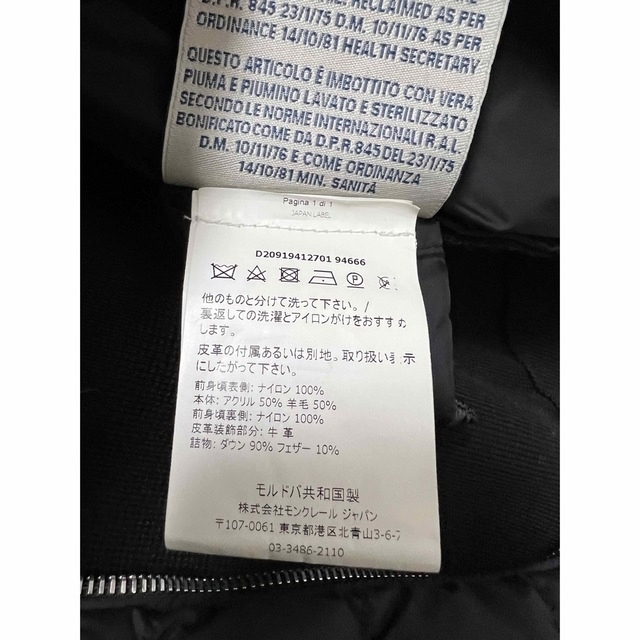 RECLAIMED AS
D.P.R. 845 23/1/75 D.M. 10/11/76 AS PER
ORDINANCE 14/10/81 HEALTH SECRETARY
QUESTO ARTICOLO È IMBOTTITO CON VERA
PIUMA E PIUMINO LAVATO E STERILIZZATO
SECONDO LE NORME INTERNAZIONALI R.A.L.
BONIFICATO COME DA D.P.R. 845 DEL 23/1/75
D.M. 10/11/76 E COME ORDINANZA
14/10/81 MIN. SANITÁ
Pagina 1 di 1
JAPAN LABEL
D20919412701 94666
P
他のものと分けて洗って下さい。/
裏返しての洗濯とアイロンがけをおすすめ
します。
皮革の付属あるいは別地。取り扱い表示
にしたがって下さい。
前身頃表側: ナイロン 100%
本体: アクリル 50% 羊毛 50%
前身頃裏側: ナイロン 100%
皮革装飾部分: 牛 革
詰物: ダウン 90% フェザー 10%
モルドバ共和国製
株式会社モンクレール ジャパン
〒107-0061 東京都港区北青山3-6-7
03-3486-2110